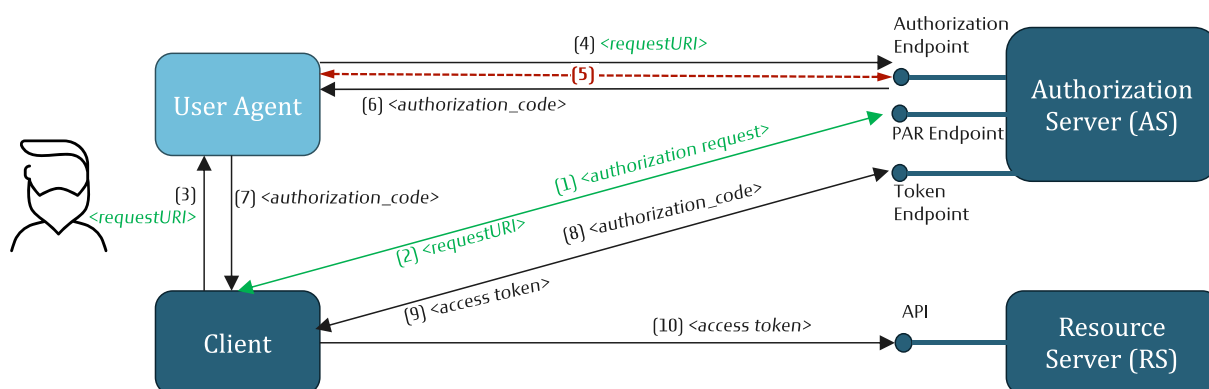 Authorization
Endpoint
(4) <requestURI>
(5)
User Agent
(6) <authorization_code>
Authorization
Server (AS)
PAR Endpoint
(1) <authorization request>
(3)
<requestURI>
(7) <authorization_code>
Token
Endpoint
(8) <authorization_code>
(2) <requestURI>
(9) <access token>
API
(10) <access token>
Client
Resource
Server (RS)